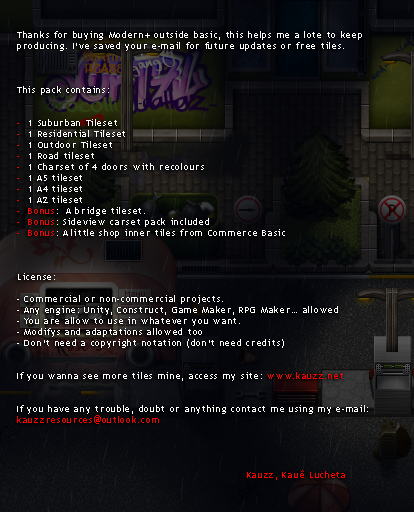 Thanks for buying Modern+ outside basic, this helps me a lote to keep
producing. I've saved your e-mail for future updates or free tiles.
This pack contains:
- 1 Suburban Tileset
- 1 Residential Tileset
- 1 Outdoor Tileset
- 1 Road tileset
- 1 Charset of 4 doors with recolours
- 1 A5 tileset
- 1 A4 tileset
- 1 A2 tileset
- Bonus: A bridge tileset.
- Bonus: Sideview carset pack included
- Bonus: A little shop inner tiles from Commerce Basic
License:
- Commercial or non-commercial projects.
- Any engine: Unity, Construct, Game Maker, RPG Maker... allowed
- You are allow to use in whatever you want.
- Modifys and adaptations allowed too
- Don't need a copyright notation (don't need credits)
If you wanna see more tiles mine, access my site: www.kauzz.net
If you have any trouble, doubt or anything contact me using my e-mail:
kauzzresources@outlook.com
Kauzz, Kauê Lucheta